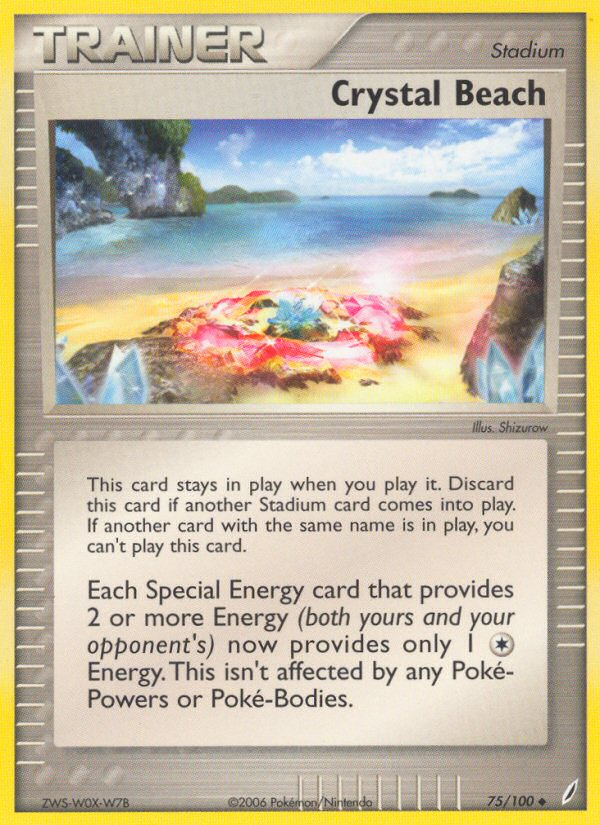 TRAINER
Stadium
Crystal Beach
Illus. Shizurow
This card stays in play when you play it. Discard
this card if another Stadium card comes into play.
If another card with the same name is in play, you
can't play this card.
Each Special Energy card that provides
2 or more Energy (both yours and your
opponent's) now provides only 1
Energy. This isn't affected by any Poké-
Powers or Poké-Bodies.
ZWS-W0X-W7B
©2006 Pokémon/Nintendo
75/100